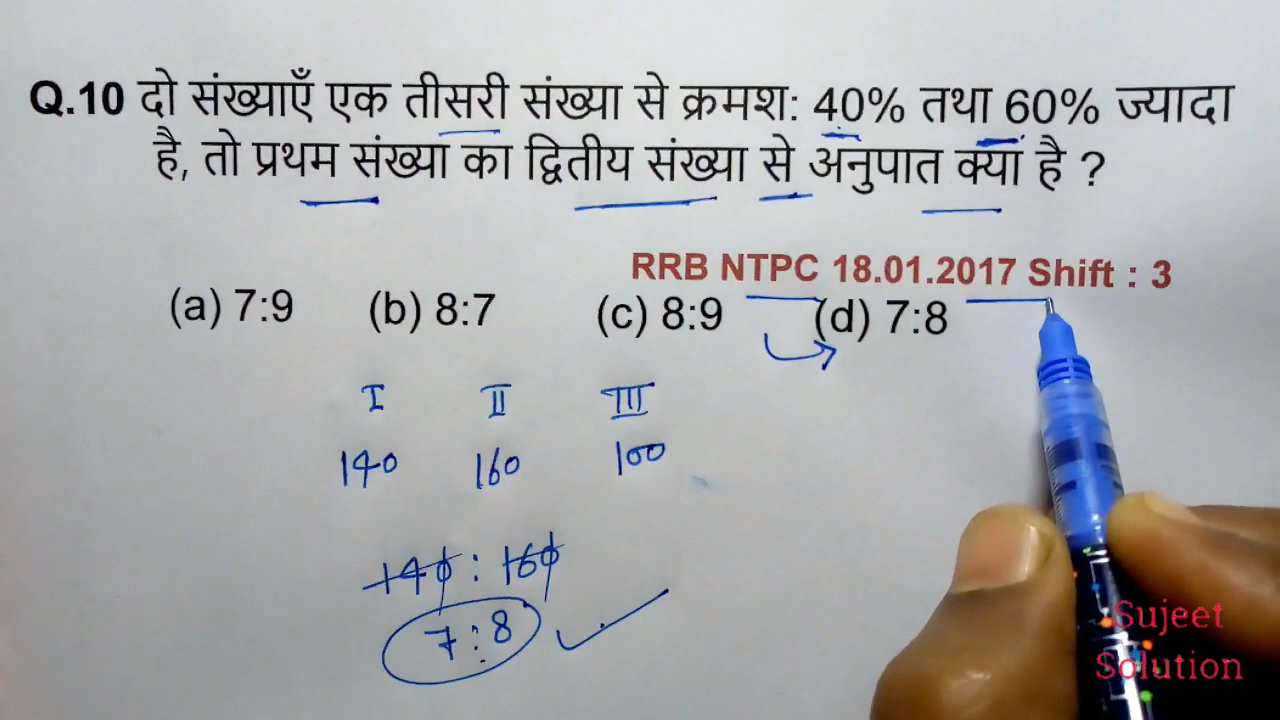 Q.10 दो संख्याएँ एक तीसरी संख्या से क्रमश: 40% तथा 60% ज्यादा
है, तो प्रथम संख्या का द्वितीय संख्या से अनुपात क्या है ?
RRB NTPC 18.01.2017 Shift : 3
(a) 7:9 (b) 8:7 (c) 8:9 (d) 7:8
I II III
140 160 100
140 : 160
7:8
Sujeet
Solution